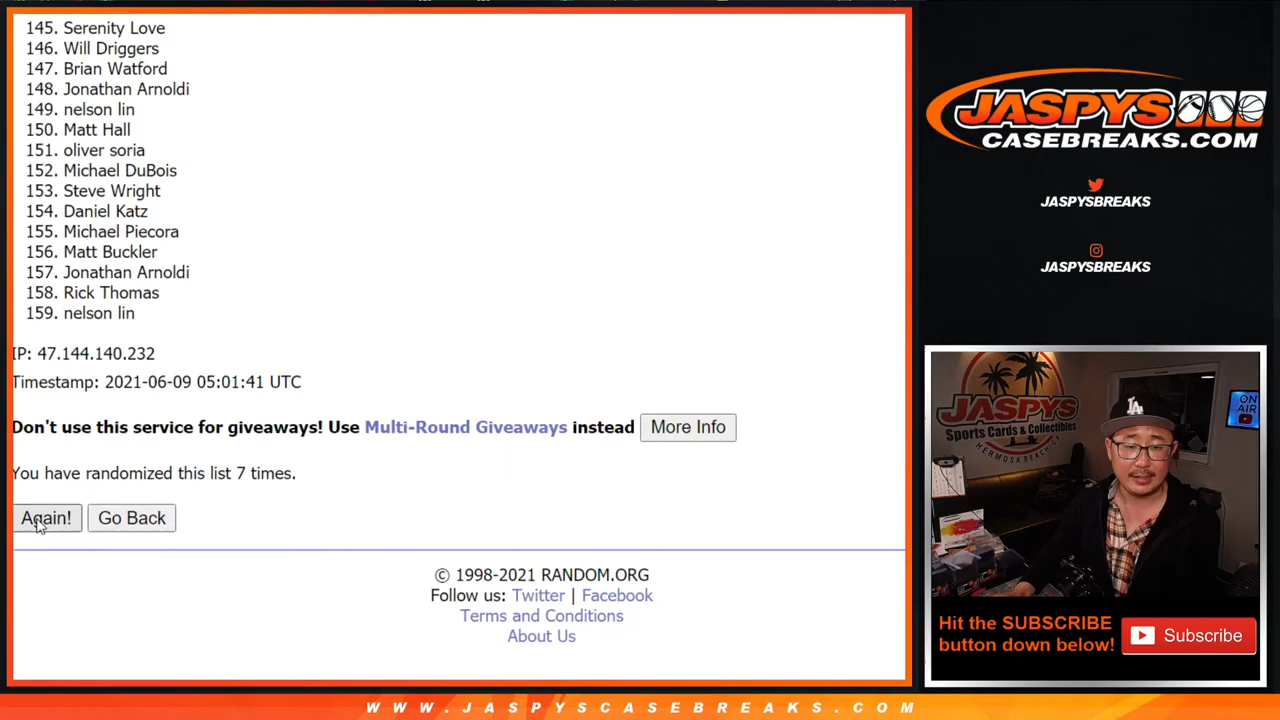 145. Serenity Love
146. Will Driggers
147. Brian Watford
148. Jonathan Arnoldi
149. nelson lin
150. Matt Hall
151. oliver soria
152. Michael DuBois
153. Steve Wright
154. Daniel Katz
155. Michael Piecora
156. Matt Buckler
157. Jonathan Arnoldi
158. Rick Thomas
159. nelson lin
IP: 47.144.140.232
Timestamp: 2021-06-09 05:01:41 UTC
Don't use this service for giveaways! Use Multi-Round Giveaways instead More Info
You have randomized this list 7 times.
Again! Go Back
© 1998-2021 RANDOM.ORG
Follow us: Twitter | Facebook
Terms and Conditions
About Us
JASPYS
CASEBREAKS.COM
JASPYSBREAKS
JASPYSBREAKS
JASPYS
Sports Cards & Collectibles
HERMOSA BEACH, CA
ON
AIR
LA
Hit the SUBSCRIBE
button down below!
Subscribe
WWW.JASPYSCASEBREAKS.COM